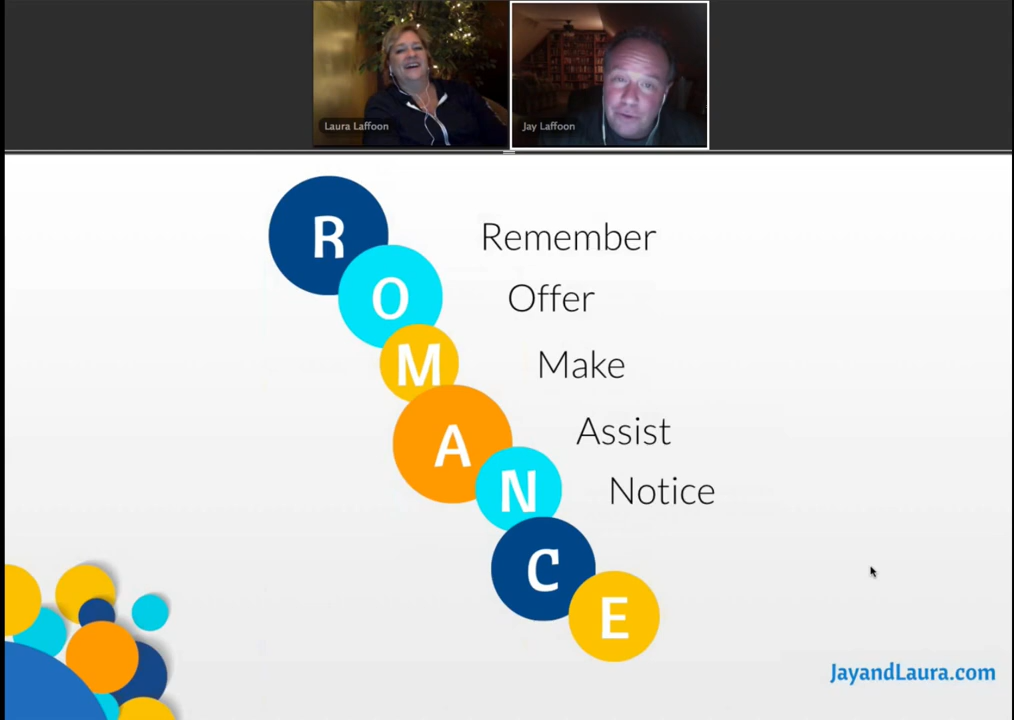 Laura Laffoon
Jay Laffoon
R Remember
O Offer
M Make
A Assist
N Notice
C
E
JayandLaura.com